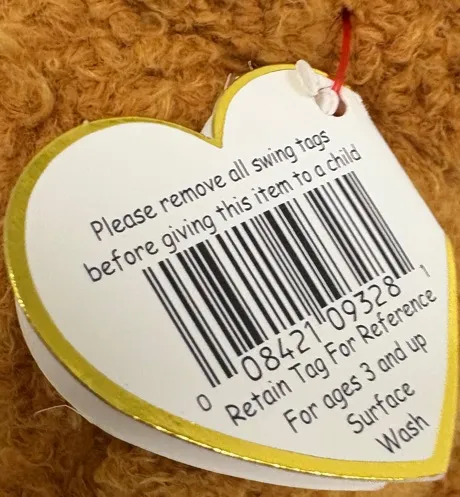 Please remove all swing tags
before giving this item to a child
0 08421 09328 1
Retain Tag For Reference
For ages 3 and up
Surface
Wash